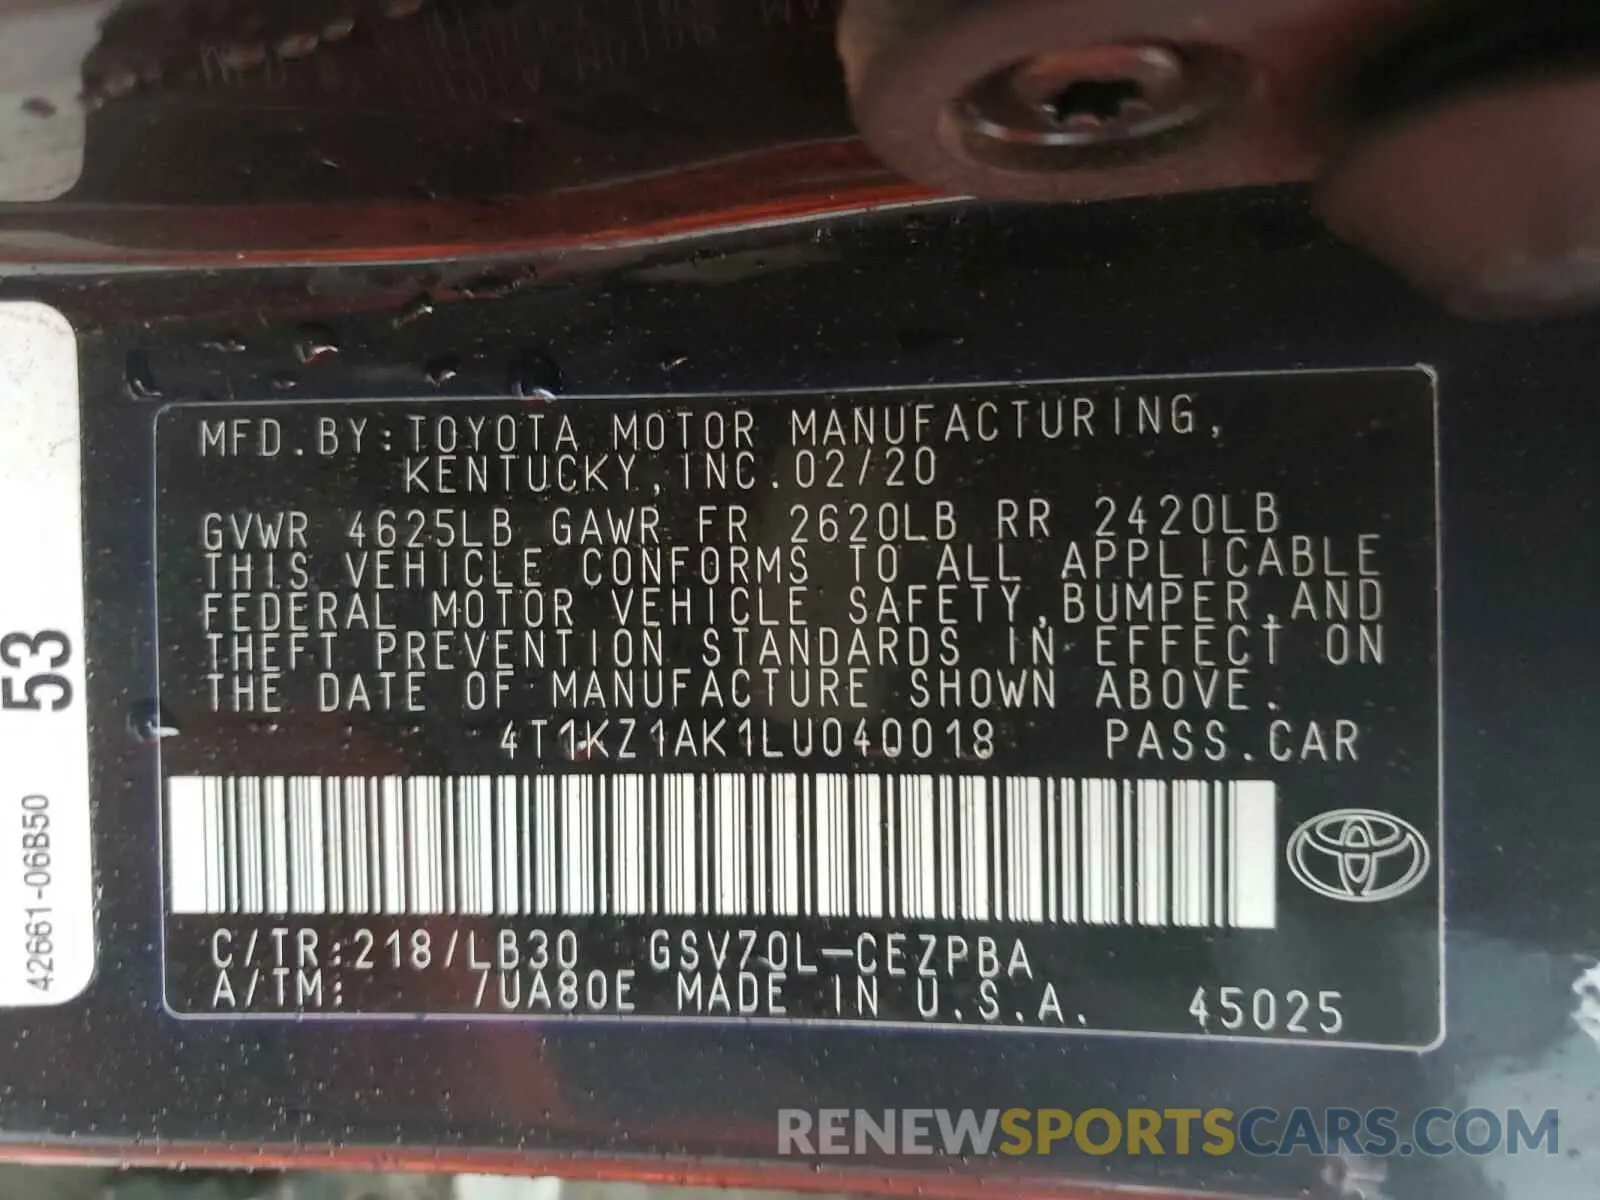 MFD.BY:TOYOTA MOTOR MANUFACTURING,
KENTUCKY,INC.02/20
GVWR 4625LB GAWR FR 2620LB RR 2420LB
THIS VEHICLE CONFORMS TO ALL APPLICABLE
FEDERAL MOTOR VEHICLE SAFETY,BUMPER,AND
THEFT PREVENTION STANDARDS IN EFFECT ON
THE DATE OF MANUFACTURE SHOWN ABOVE.
4T1KZ1AK1LU040018 PASS.CAR
C/TR:218/LB30 GSV70L-CEZPBA
A/TM: /UA80E MADE IN U.S.A. 45025
53
42661-06B50
RENEWSPORTSCARS.COM